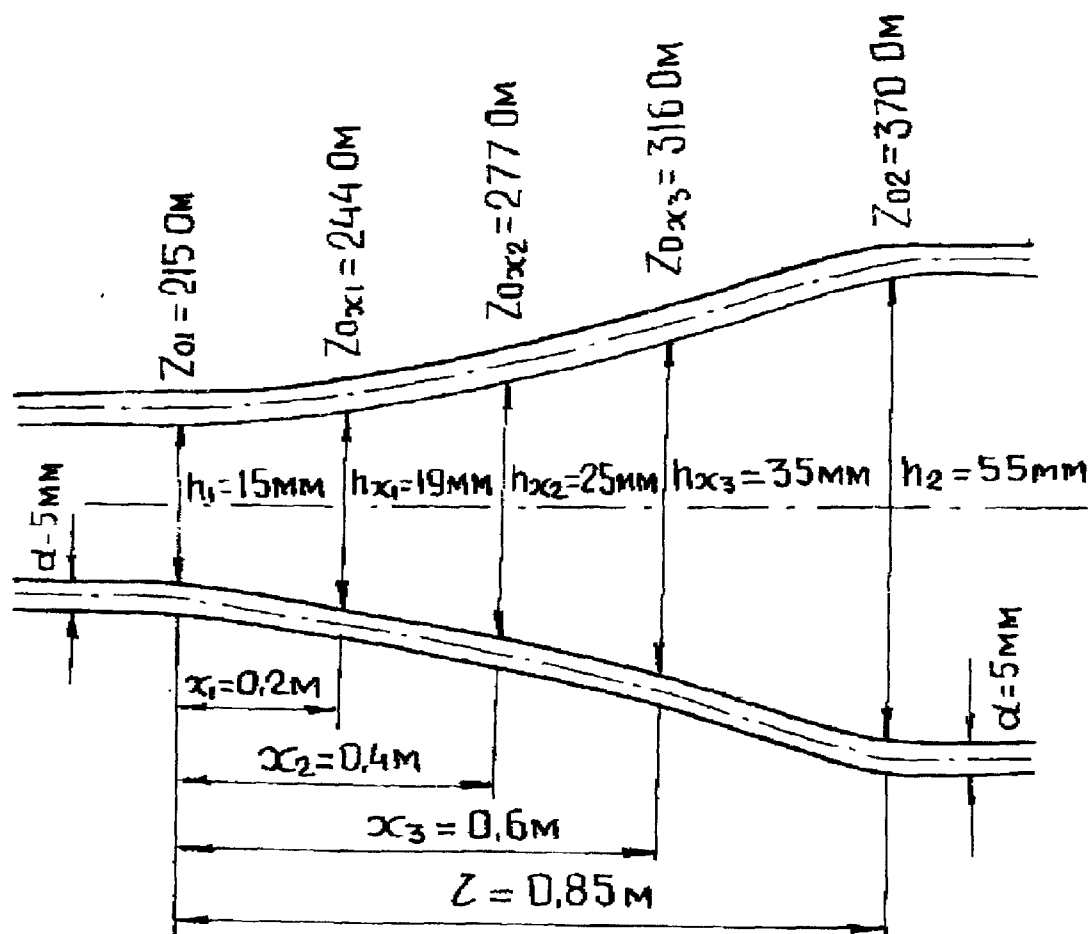 Z₀₁=215 Ом
Z₀ₓ₁=244 Ом
Z₀ₓ₂=277 Ом
Z₀ₓ₃=316 Ом
Z₀₂=370 Ом
d-5мм
h₁=15мм
hₓ₁=19мм
hₓ₂=25мм
hₓ₃=35мм
h₂=55мм
d=5мм
x₁=0,2м
x₂=0,4м
x₃=0,6м
l=0,85м